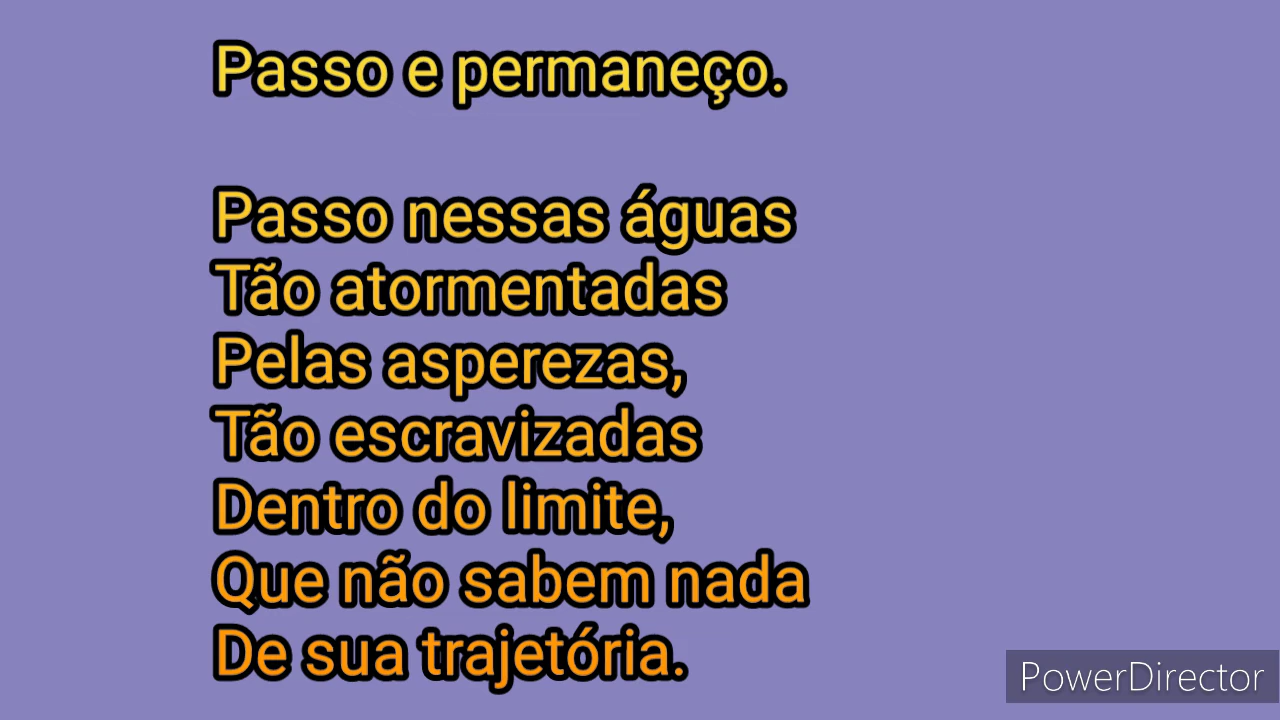 Passo e permaneço.
Passo nessas águas
Tão atormentadas
Pelas asperezas,
Tão escravizadas
Dentro do limite,
Que não sabem nada
De sua trajetória.
PowerDirector